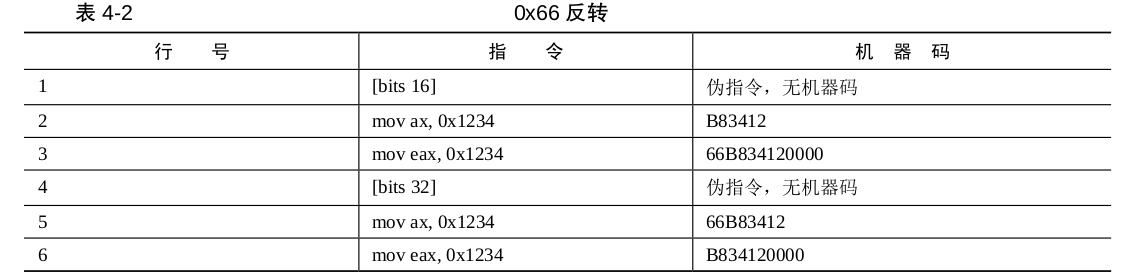 表 4-2 0x66 反转
行 号 指 令 机 器 码
1 [bits 16] 伪指令，无机器码
2 mov ax, 0x1234 B83412
3 mov eax, 0x1234 66B834120000
4 [bits 32] 伪指令，无机器码
5 mov ax, 0x1234 66B83412
6 mov eax, 0x1234 B834120000